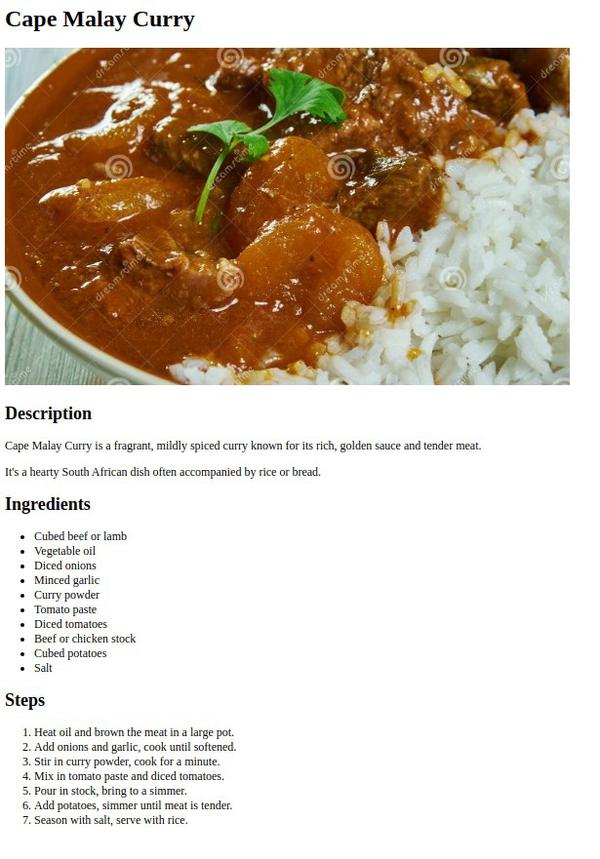 Cape Malay Curry
Description
Cape Malay Curry is a fragrant, mildly spiced curry known for its rich, golden sauce and tender meat.
It's a hearty South African dish often accompanied by rice or bread.
Ingredients
• Cubed beef or lamb
• Vegetable oil
• Diced onions
• Minced garlic
• Curry powder
• Tomato paste
• Diced tomatoes
• Beef or chicken stock
• Cubed potatoes
• Salt
Steps
1. Heat oil and brown the meat in a large pot.
2. Add onions and garlic, cook until softened.
3. Stir in curry powder, cook for a minute.
4. Mix in tomato paste and diced tomatoes.
5. Pour in stock, bring to a simmer.
6. Add potatoes, simmer until meat is tender.
7. Season with salt, serve with rice.